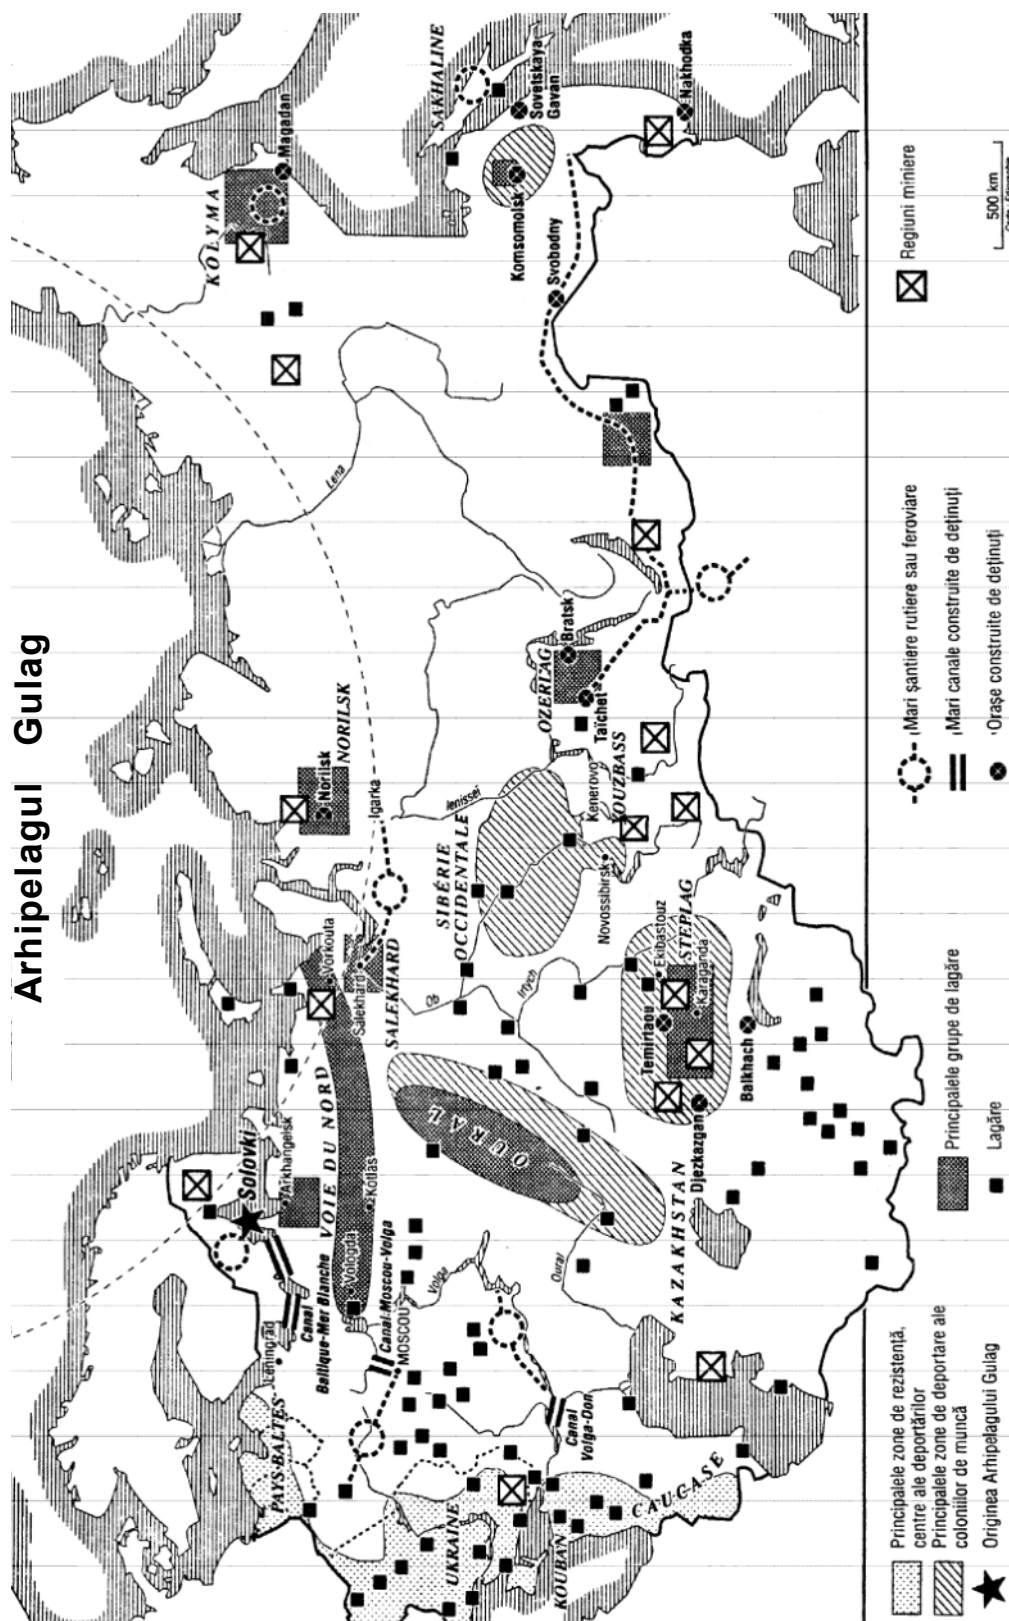 Arhipelagul Gulag
PAYS-BALTES
Leningrad
Canal
Baltique-Mer Blanche
Solovki
Arkhangelsk
VOIE DU NORD
Vologda
Kotlas
Vorkouta
Salekhard
SALEKHARD
Igarka
Norilsk
NORILSK
KOLYMA
Magadan
SAKHALINE
Sovetskaya
Gavan
Komsomolsk
Svobodny
Nakhodka
Lena
Canal Moscou-Volga
MOSCOU
Volga
OURAL
Ob
Irtych
SIBÉRIE
OCCIDENTALE
Ienisseï
OZERLAG
Bratsk
Taïchet
Kenerovo
KOUZBASS
Novossibirsk
Ekibastouz
STEPLAG
Karaganda
Temirtaou
Balkhach
Djezkazgan
KAZAKHSTAN
Oural
Canal
Volga-Don
UKRAINE
KOUBAN
CAUCASE
Principalele zone de rezistență,
centre ale deportărilor
Principalele zone de deportare ale
coloniilor de muncă
Originea Arhipelagului Gulag
Principalele grupe de lagăre
Lagăre
Mari șantiere rutiere sau feroviare
Mari canale construite de deținuți
Orașe construite de deținuți
Regiuni miniere
500 km